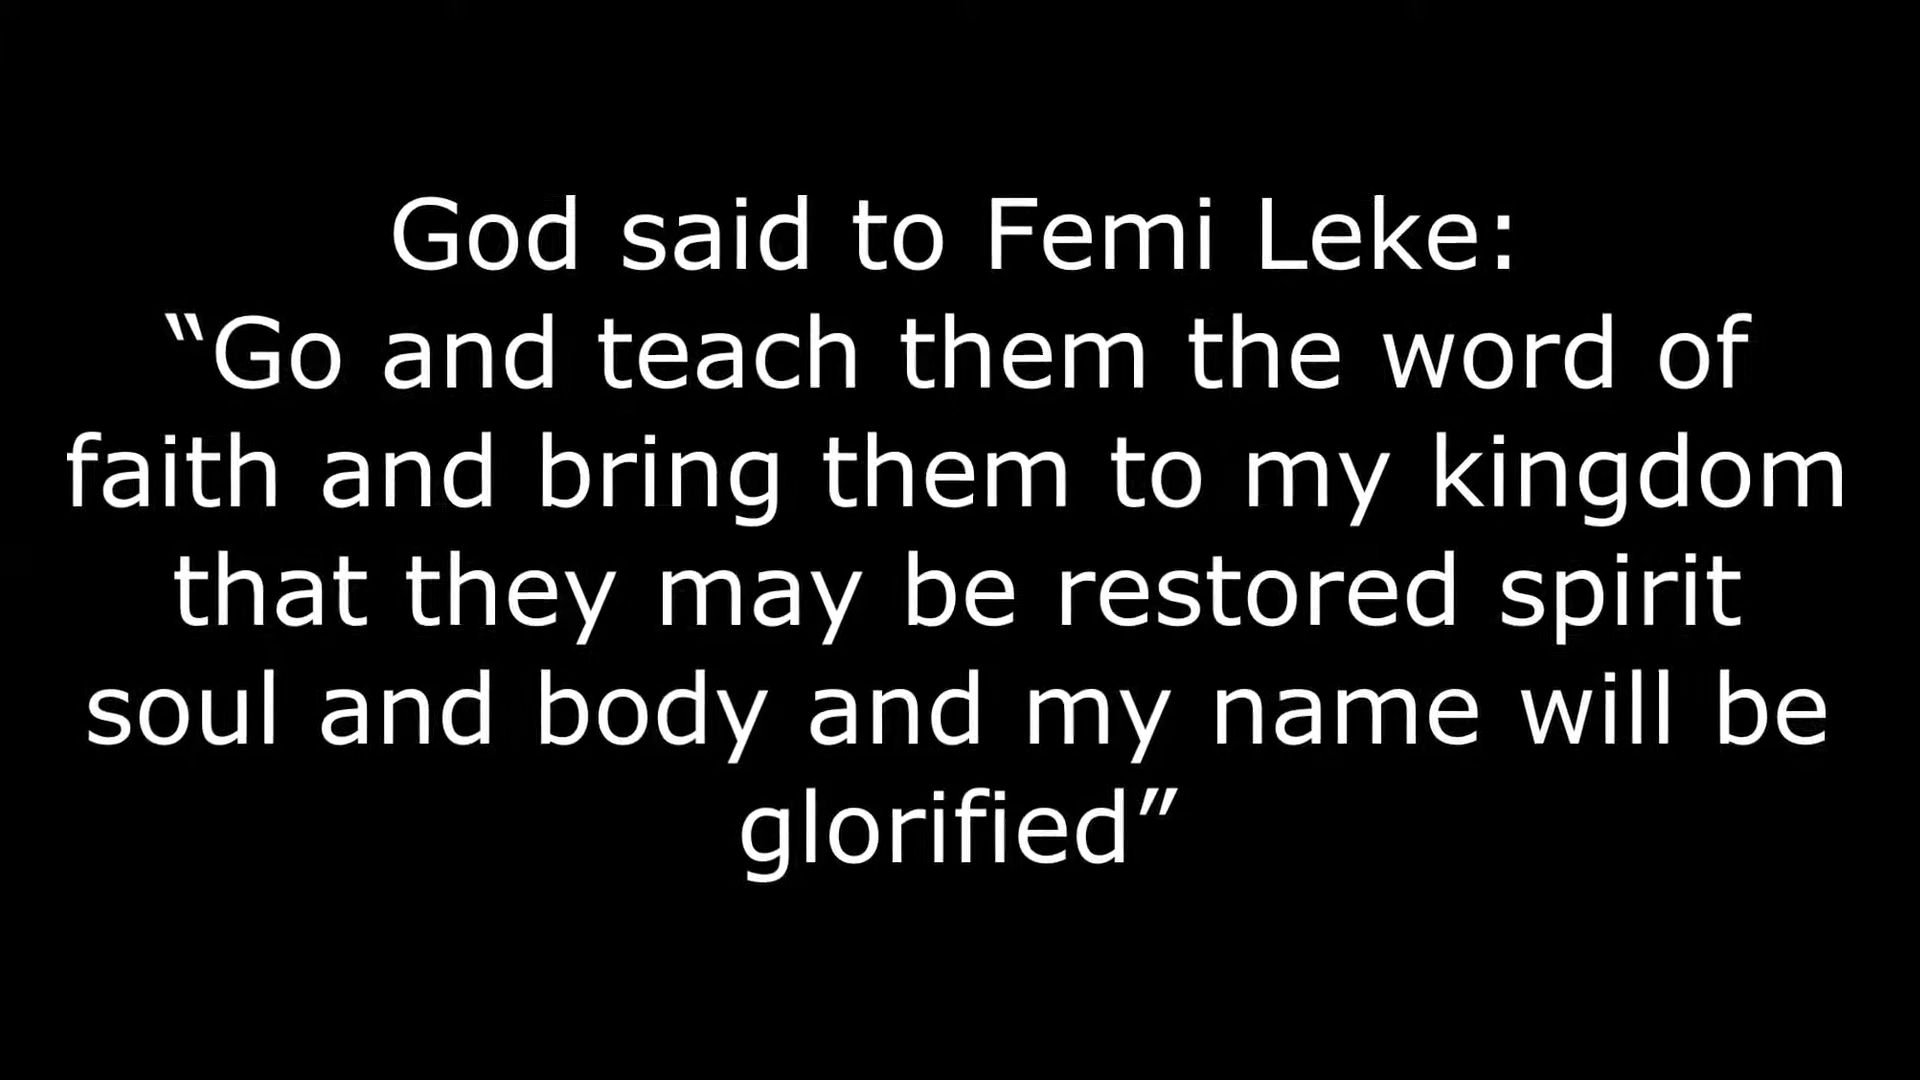 God said to Femi Leke:
“Go and teach them the word of
faith and bring them to my kingdom
that they may be restored spirit
soul and body and my name will be
glorified”